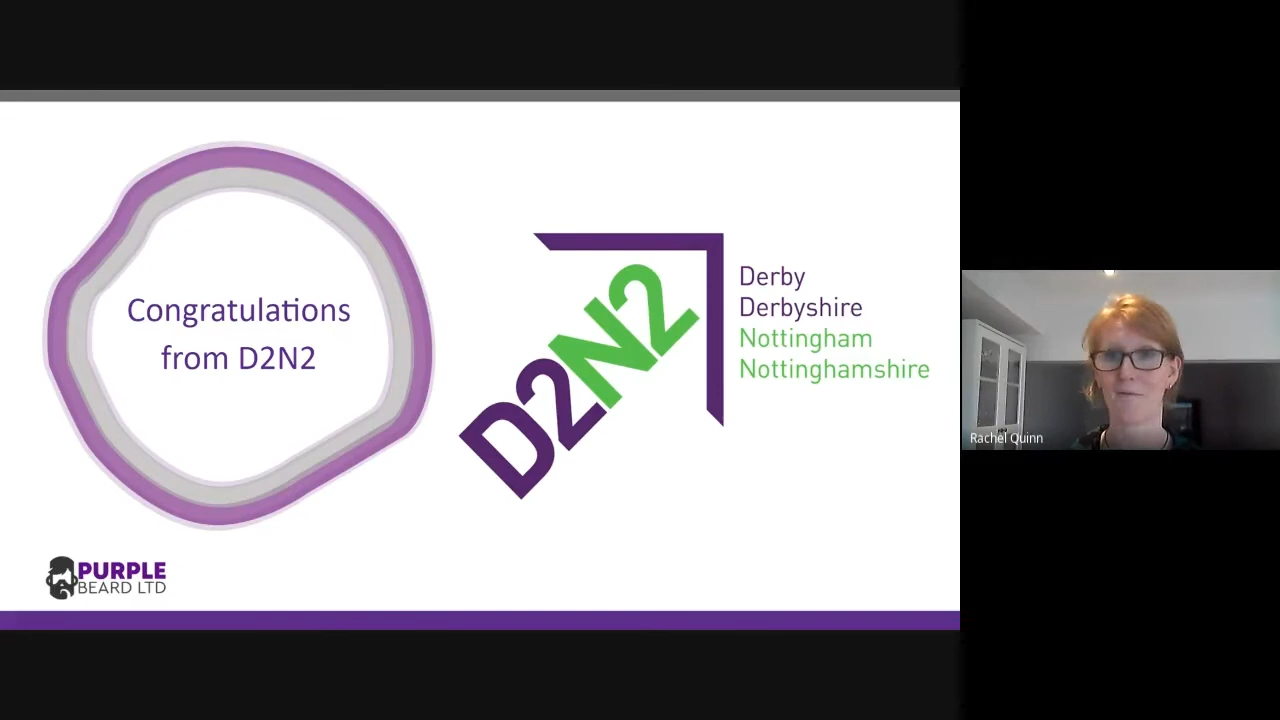 Congratulations
from D2N2
D2N2
Derby
Derbyshire
Nottingham
Nottinghamshire
PURPLE
BEARD LTD
Rachel Quinn